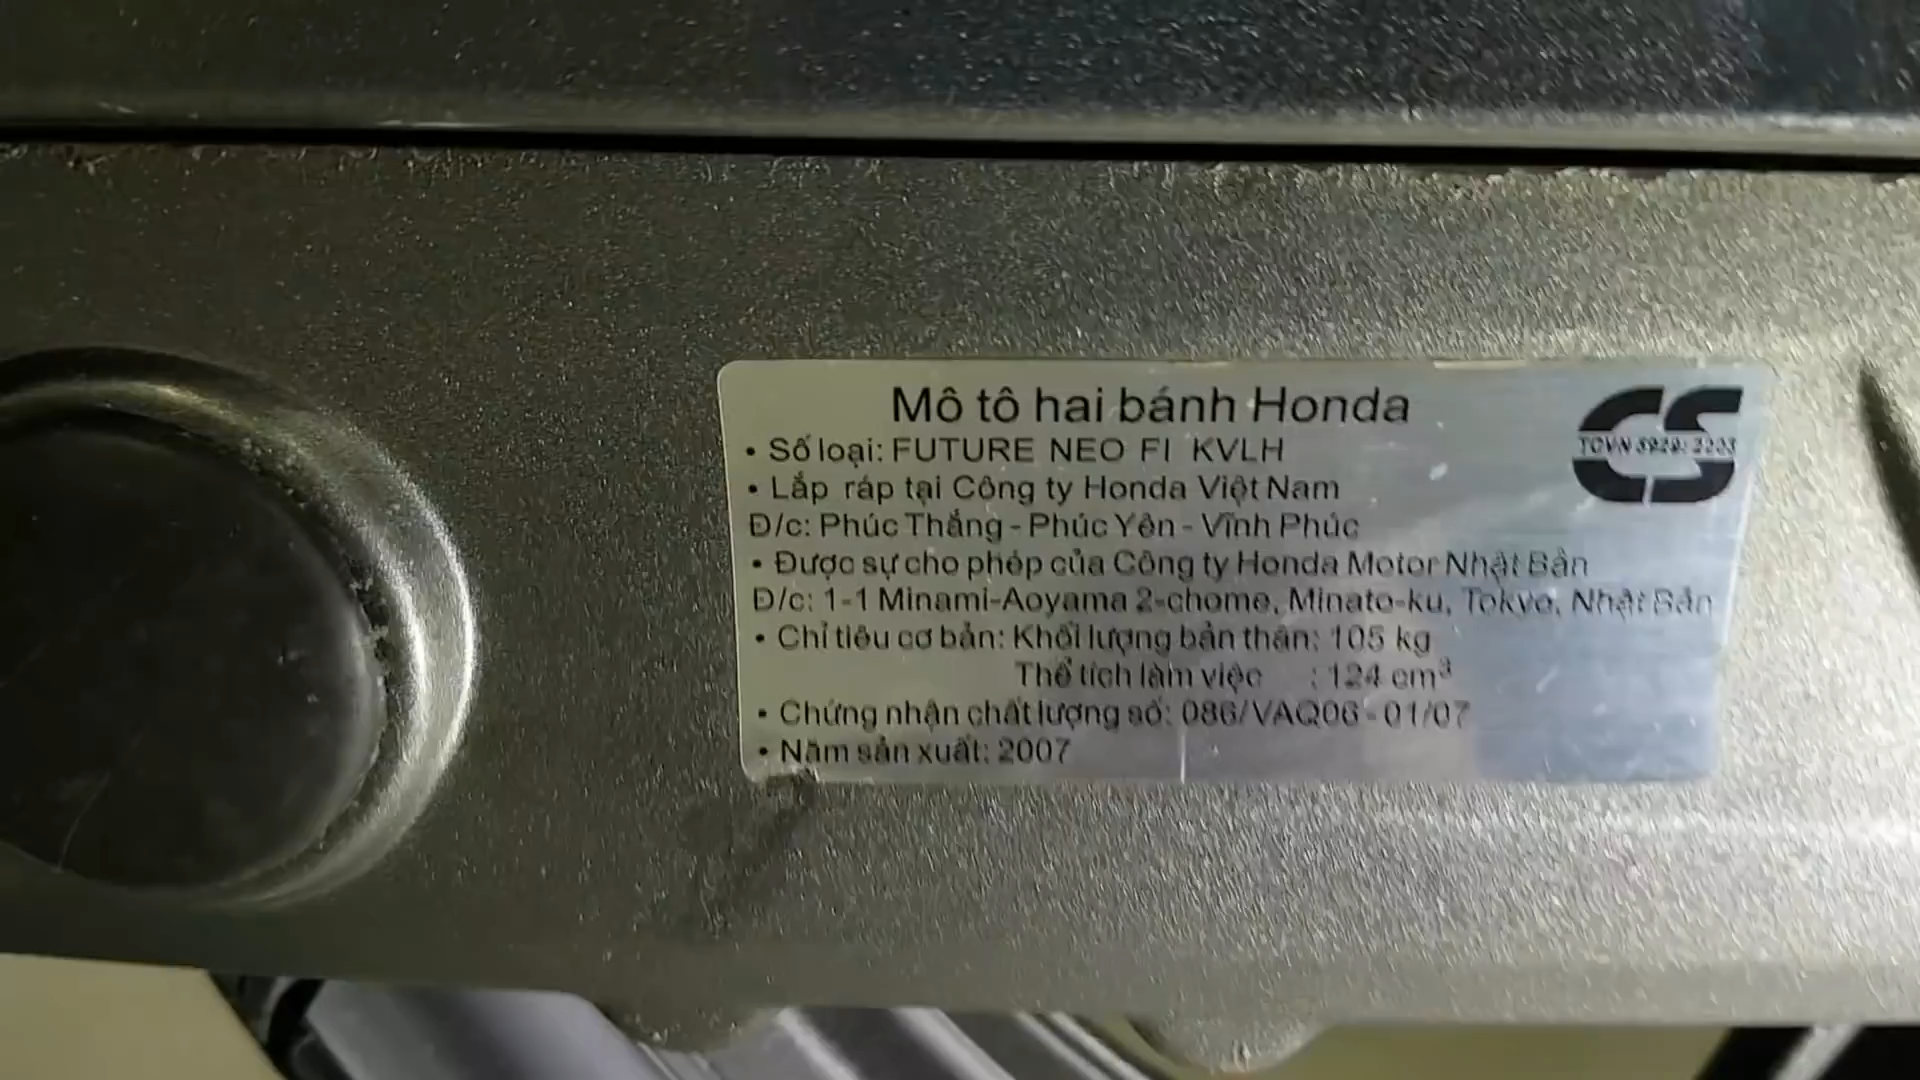 Mô tô hai bánh Honda
CS
TCVN 6929: 2203
• Số loại: FUTURE NEO FI KVLH
• Lắp ráp tại Công ty Honda Việt Nam
Đ/c: Phúc Thắng - Phúc Yên - Vĩnh Phúc
• Được sự cho phép của Công ty Honda Motor Nhật Bản
Đ/c: 1-1 Minami-Aoyama 2-chome, Minato-ku, Tokyo, Nhật Bản
• Chỉ tiêu cơ bản: Khối lượng bản thân: 105 kg
Thể tích làm việc : 124 cm³
• Chứng nhận chất lượng số: 086/VAQ06 - 01/07
• Năm sản xuất: 2007